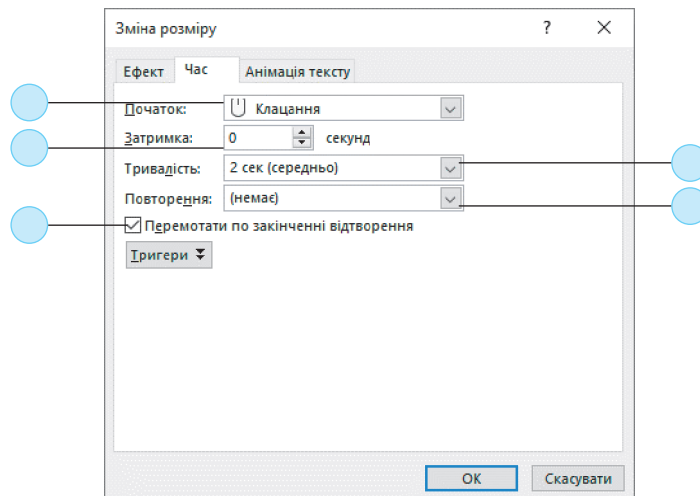 Зміна розміру ?
Ефект Час Анімація тексту
Початок: Клацання
Затримка: 0 секунд
Тривалість: 2 сек (середньо)
Повторення: (немає)
Перемотати по закінченні відтворення
Тригери
ОК Скасувати